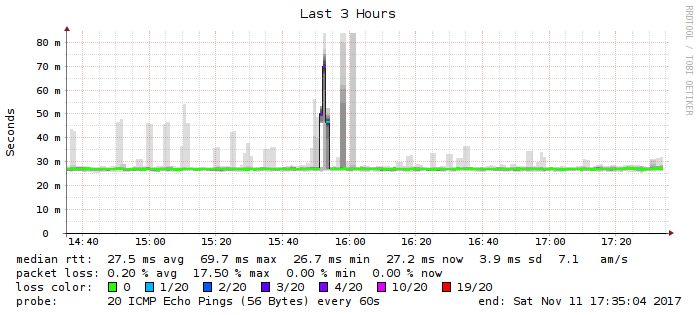 Last 3 Hours
RRDTOOL / TOBI OETIKER
Seconds
80 m
70 m
60 m
50 m
40 m
30 m
20 m
10 m
0
14:40 15:00 15:20 15:40 16:00 16:20 16:40 17:00 17:20
median rtt: 27.5 ms avg 69.7 ms max 26.7 ms min 27.2 ms now 3.9 ms sd 7.1 am/s
packet loss: 0.20 % avg 17.50 % max 0.00 % min 0.00 % now
loss color: 0 1/20 2/20 3/20 4/20 10/20 19/20
probe: 20 ICMP Echo Pings (56 Bytes) every 60s end: Sat Nov 11 17:35:04 2017